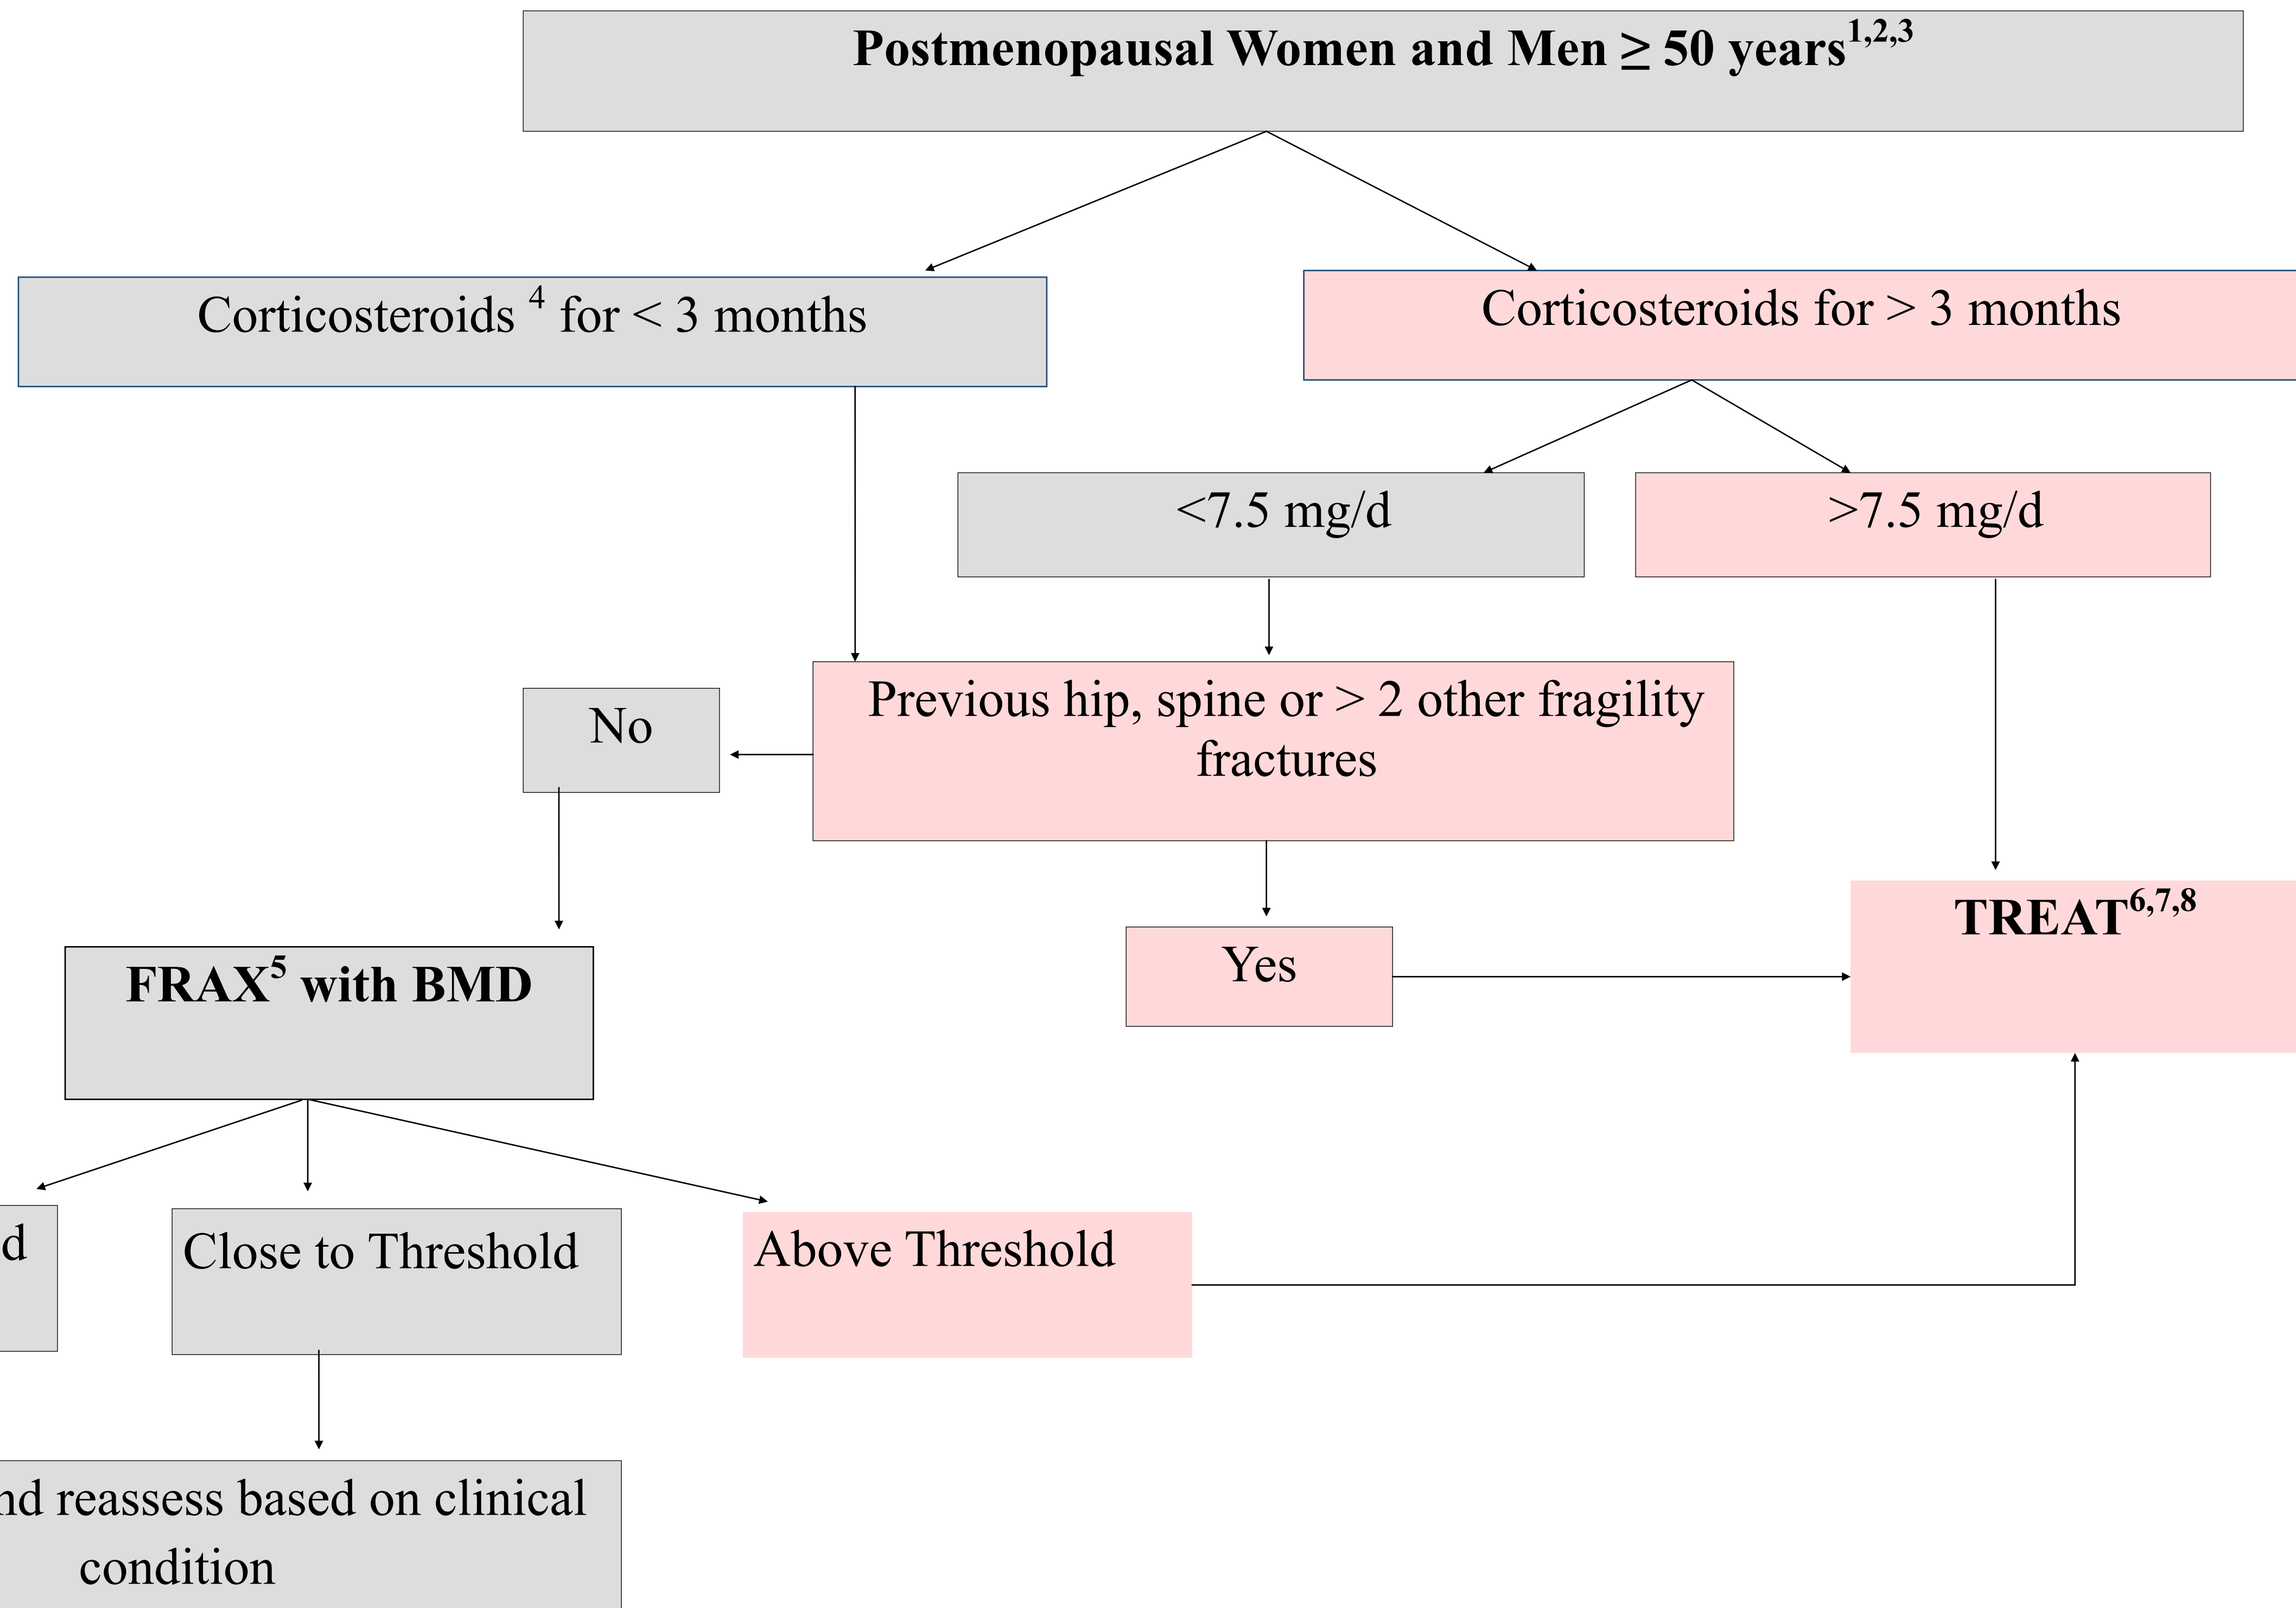 Postmenopausal Women and Men ≥ 50 years1,2,3
Corticosteroids 4 for < 3 months
Corticosteroids for > 3 months
<7.5 mg/d
>7.5 mg/d
No
Previous hip, spine or > 2 other fragility
fractures
TREAT6,7,8
Yes
FRAX5 with BMD
Close to Threshold
Above Threshold
reassess based on clinical
condition